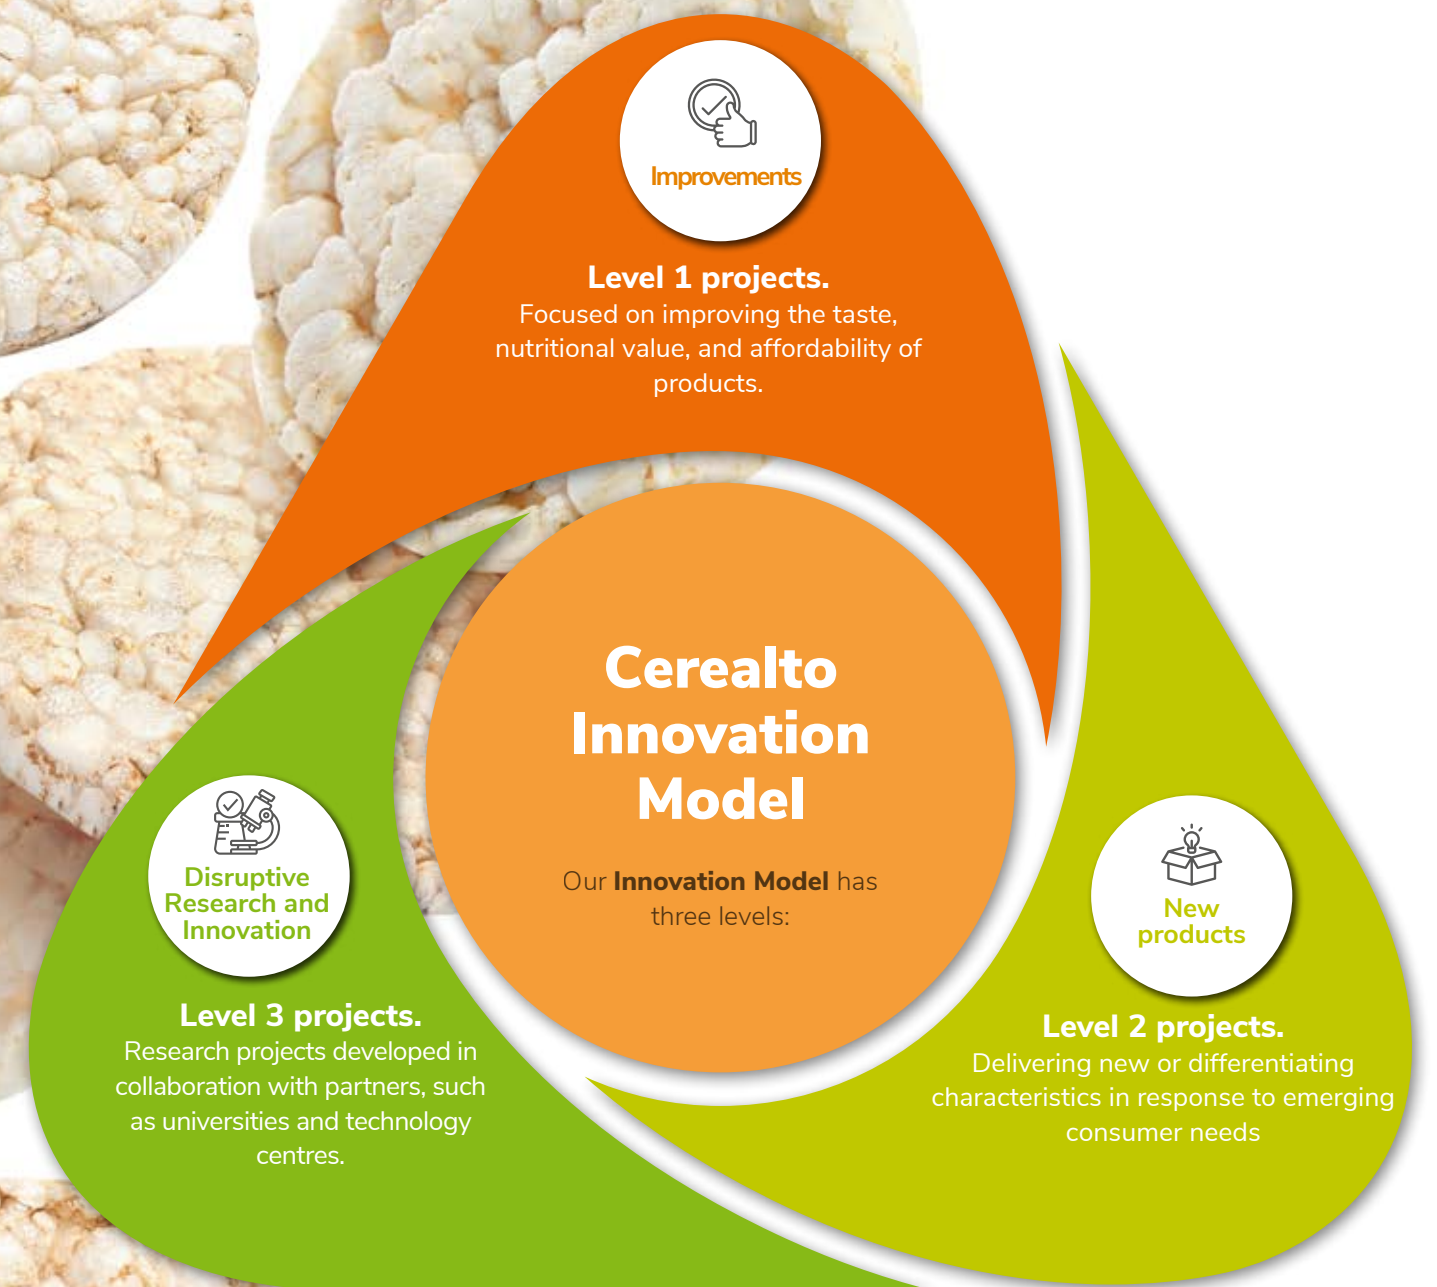 Improvements
Level 1 projects.
Focused on improving the taste,
nutritional value, and affordability of
products.
Cerealto
Innovation
Model
Our Innovation Model has
three levels:
New
products
Level 2 projects.
Delivering new or differentiating
characteristics in response to emerging
consumer needs
Disruptive
Research and
Innovation
Level 3 projects.
Research projects developed in
collaboration with partners, such
as universities and technology
centres.